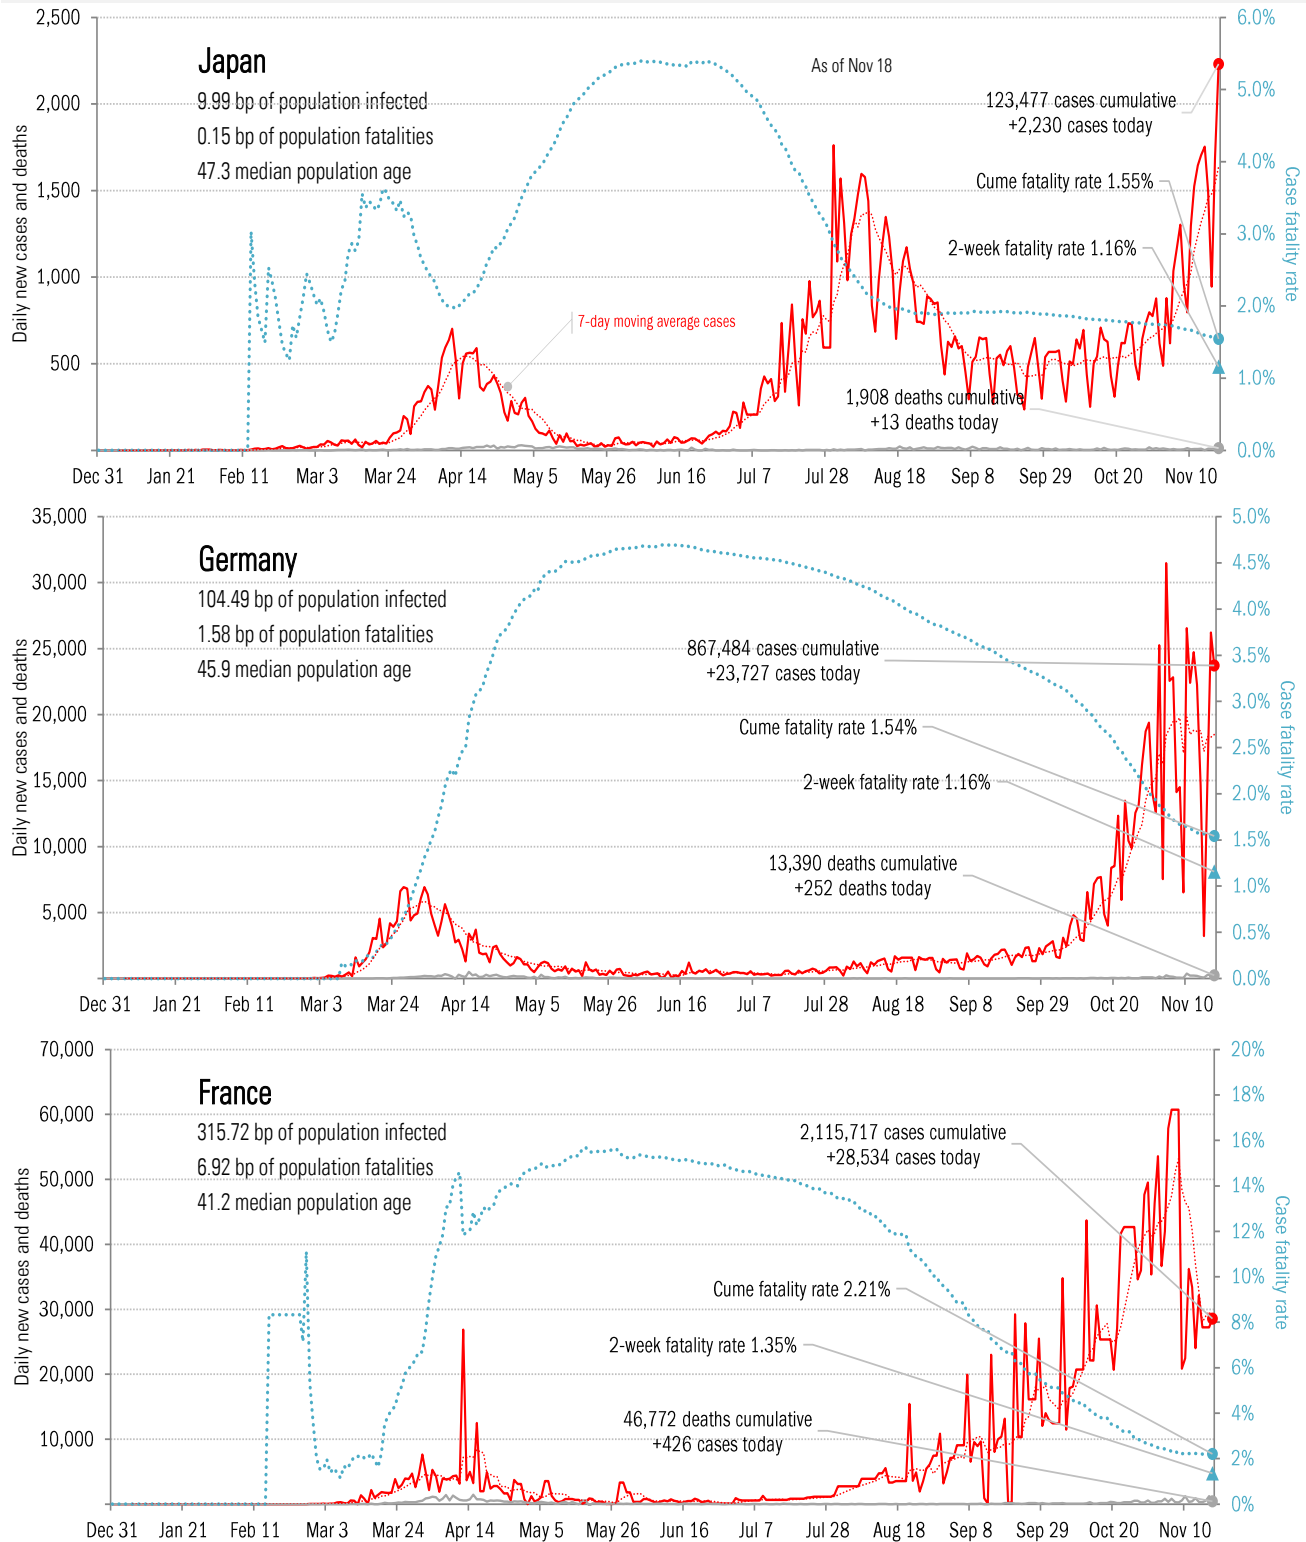 2,500
6.0%
Japan
As of Nov 18
9.99 bp of population infected
0.15 bp of population fatalities
47.3 median population age
123,477 cases cumulative
+2,230 cases today
Cume fatality rate 1.55%
2-week fatality rate 1.16%
7-day moving average cases
1,908 deaths cumulative
+13 deaths today
2,000
1,500
1,000
500
5.0%
4.0%
3.0%
2.0%
1.0%
0.0%
Daily new cases and deaths
Case fatality rate
Dec 31 Jan 21 Feb 11 Mar 3 Mar 24 Apr 14 May 5 May 26 Jun 16 Jul 7 Jul 28 Aug 18 Sep 8 Sep 29 Oct 20 Nov 10
35,000
5.0%
Germany
104.49 bp of population infected
1.58 bp of population fatalities
45.9 median population age
867,484 cases cumulative
+23,727 cases today
Cume fatality rate 1.54%
2-week fatality rate 1.16%
13,390 deaths cumulative
+252 deaths today
30,000
25,000
20,000
15,000
10,000
5,000
4.5%
4.0%
3.5%
3.0%
2.5%
2.0%
1.5%
1.0%
0.5%
0.0%
Daily new cases and deaths
Case fatality rate
Dec 31 Jan 21 Feb 11 Mar 3 Mar 24 Apr 14 May 5 May 26 Jun 16 Jul 7 Jul 28 Aug 18 Sep 8 Sep 29 Oct 20 Nov 10
70,000
20%
France
315.72 bp of population infected
6.92 bp of population fatalities
41.2 median population age
2,115,717 cases cumulative
+28,534 cases today
Cume fatality rate 2.21%
2-week fatality rate 1.35%
46,772 deaths cumulative
+426 cases today
60,000
50,000
40,000
30,000
20,000
10,000
18%
16%
14%
12%
10%
8%
6%
4%
2%
0%
Daily new cases and deaths
Case fatality rate
Dec 31 Jan 21 Feb 11 Mar 3 Mar 24 Apr 14 May 5 May 26 Jun 16 Jul 7 Jul 28 Aug 18 Sep 8 Sep 29 Oct 20 Nov 10